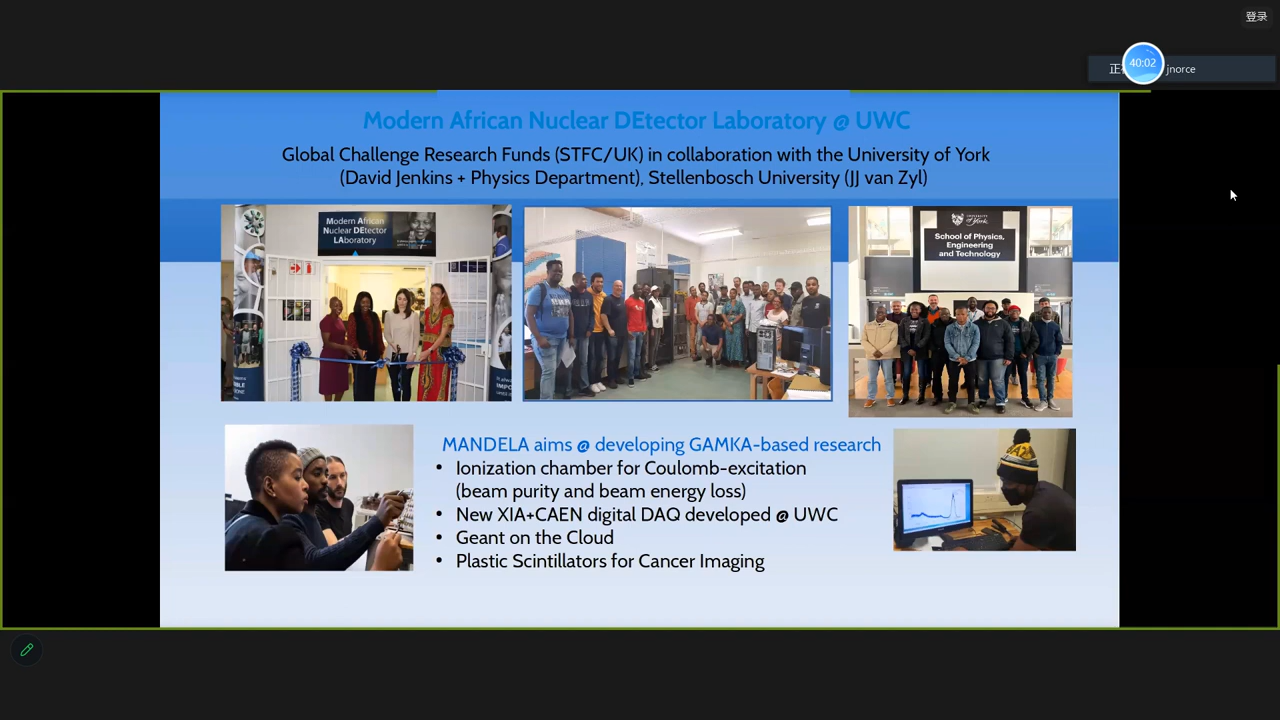 登录
40:02
jnorce
Modern African Nuclear DEtector Laboratory @ UWC
Global Challenge Research Funds (STFC/UK) in collaboration with the University of York
(David Jenkins + Physics Department), Stellenbosch University (JJ van Zyl)
Modern African
Nuclear DEtector
LAboratory
UNIVERSITY
of York
School of Physics,
Engineering
and Technology
MANDELA aims @ developing GAMKA-based research
• Ionization chamber for Coulomb-excitation
(beam purity and beam energy loss)
• New XIA+CAEN digital DAQ developed @ UWC
• Geant on the Cloud
• Plastic Scintillators for Cancer Imaging